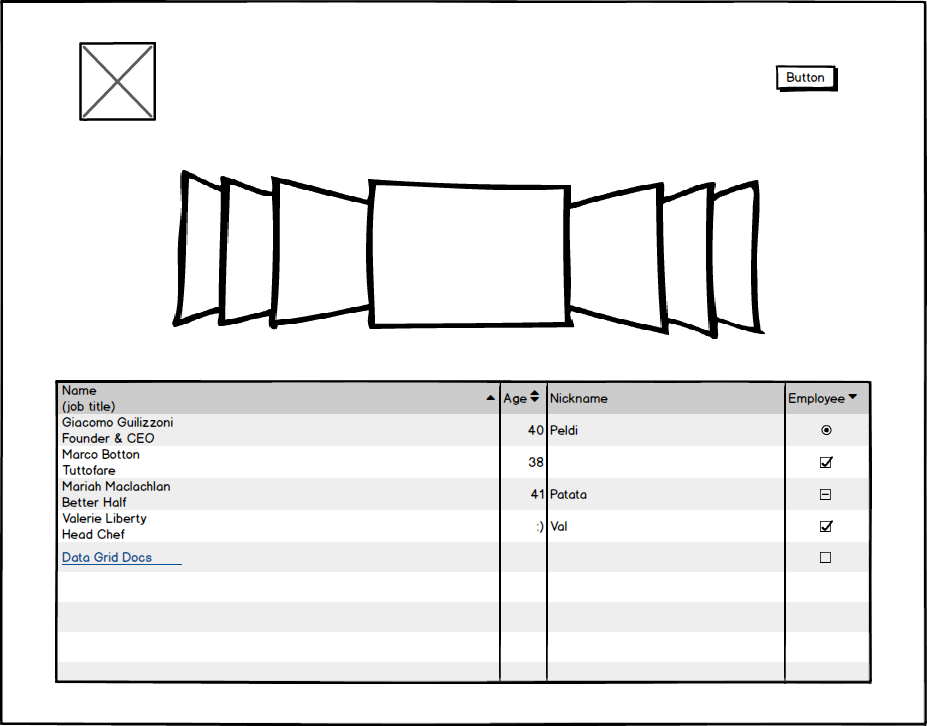 Button
Name
(job title)
Age
Nickname
Employee
Giacomo Guilizzoni
Founder & CEO
40
Peldi
Marco Botton
Tuttofare
38
Mariah Maclachlan
Better Half
41
Patata
Valerie Liberty
Head Chef
:)
Val
Data Grid Docs